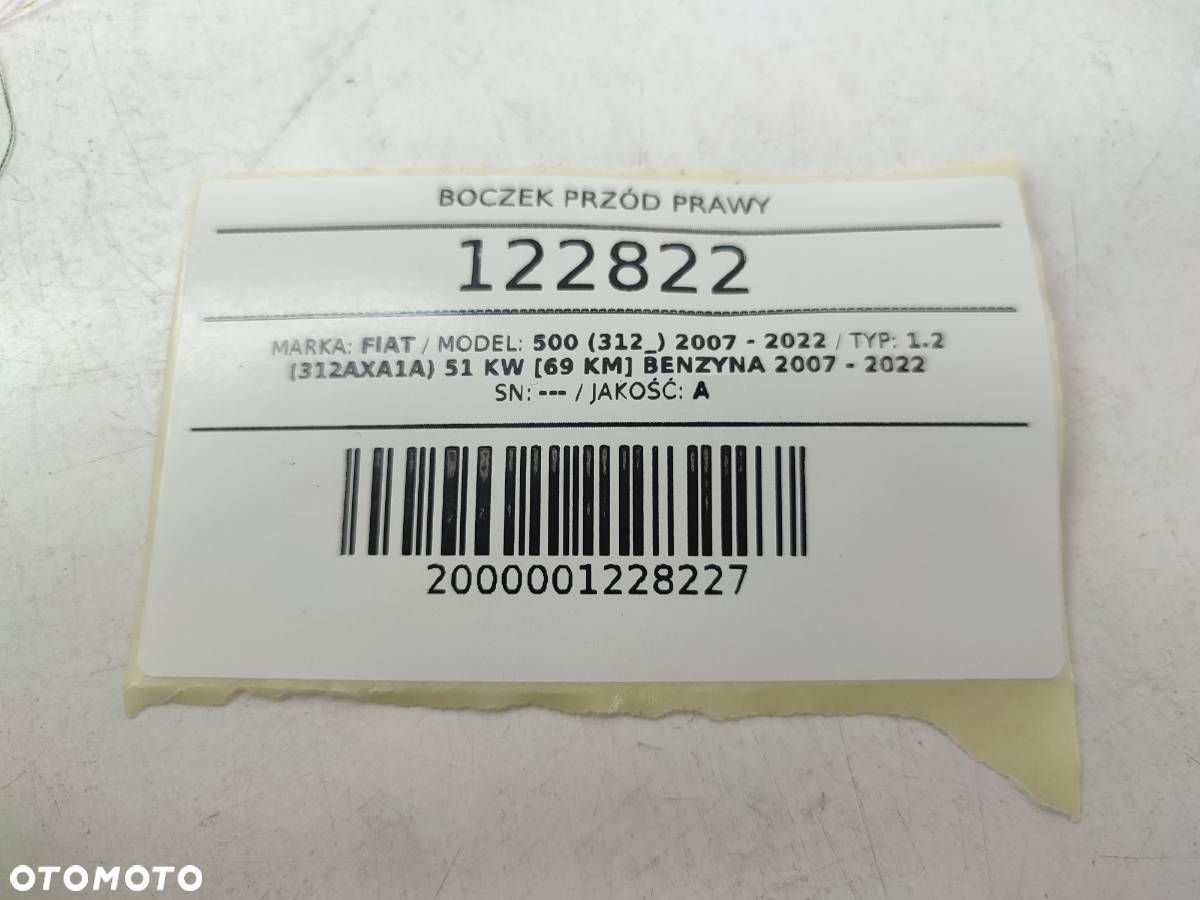 BOCZEK PRZÓD PRAWY
122822
MARKA: FIAT / MODEL: 500 (312_) 2007 - 2022 / TYP: 1.2
(312AXA1A) 51 KW [69 KM] BENZYNA 2007 - 2022
SN: --- / JAKOŚĆ: A
2000001228227
OTOMOTO